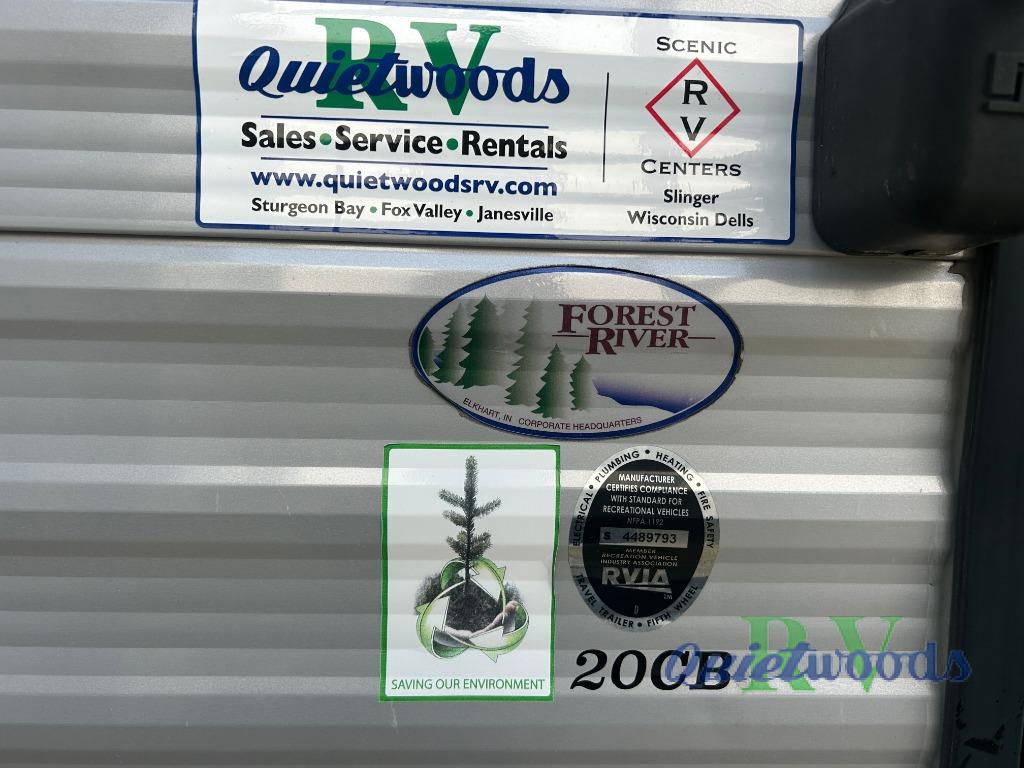 Quietwoods RV
Sales • Service • Rentals
www.quietwoodsrv.com
Sturgeon Bay • Fox Valley • Janesville
SCENIC
R
V
CENTERS
Slinger
Wisconsin Dells
FOREST
RIVER
ELKHART, IN CORPORATE HEADQUARTERS
ELECTRICAL • PLUMBING • HEATING • FIRE SAFETY
MANUFACTURER
CERTIFIES COMPLIANCE
WITH STANDARD FOR
RECREATIONAL VEHICLES
NFPA 1192
S 4489793
MEMBER
RECREATION VEHICLE
INDUSTRY ASSOCIATION
RVIA
TM
D
TRAVEL TRAILER • FIFTH WHEEL
SAVING OUR ENVIRONMENT
20CB
Quietwoods RV